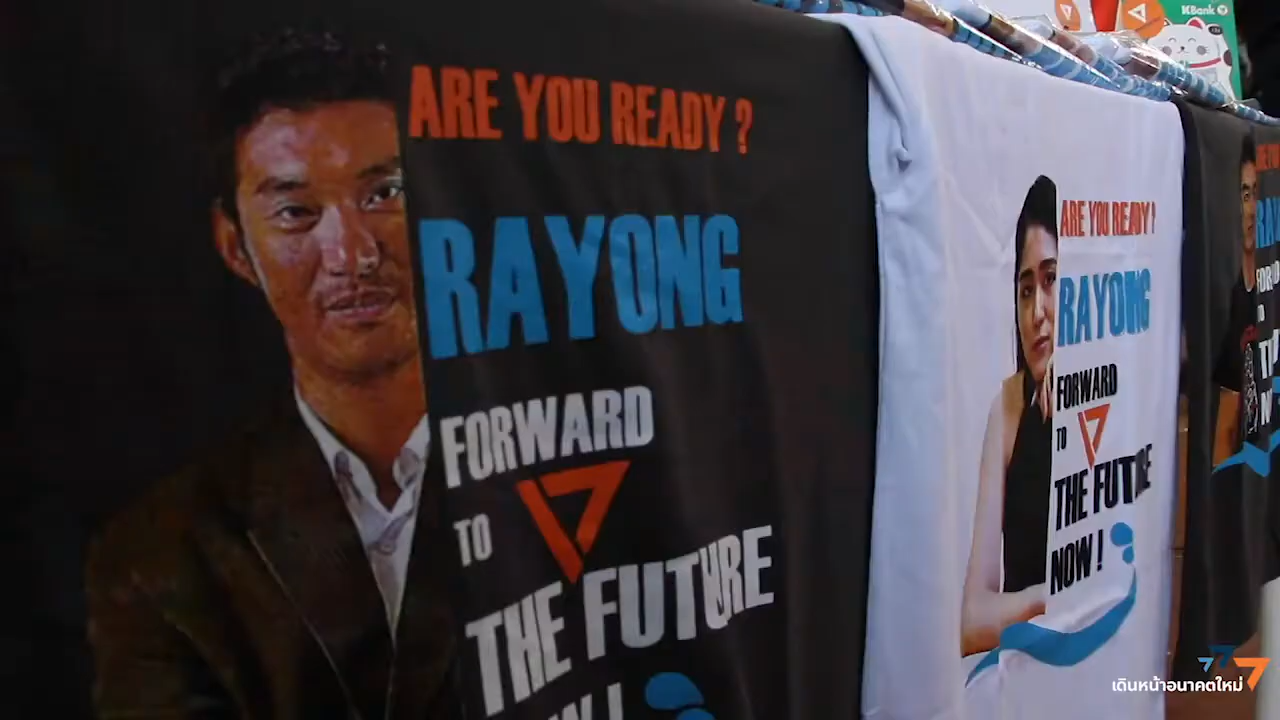 ARE YOU READY ?
RAYONG
FORWARD
TO
THE FUTURE
ARE YOU READY ?
RAYONG
FORWARD
TO
THE FUTURE
NOW !
KBank
เดินหน้าอนาคตใหม่